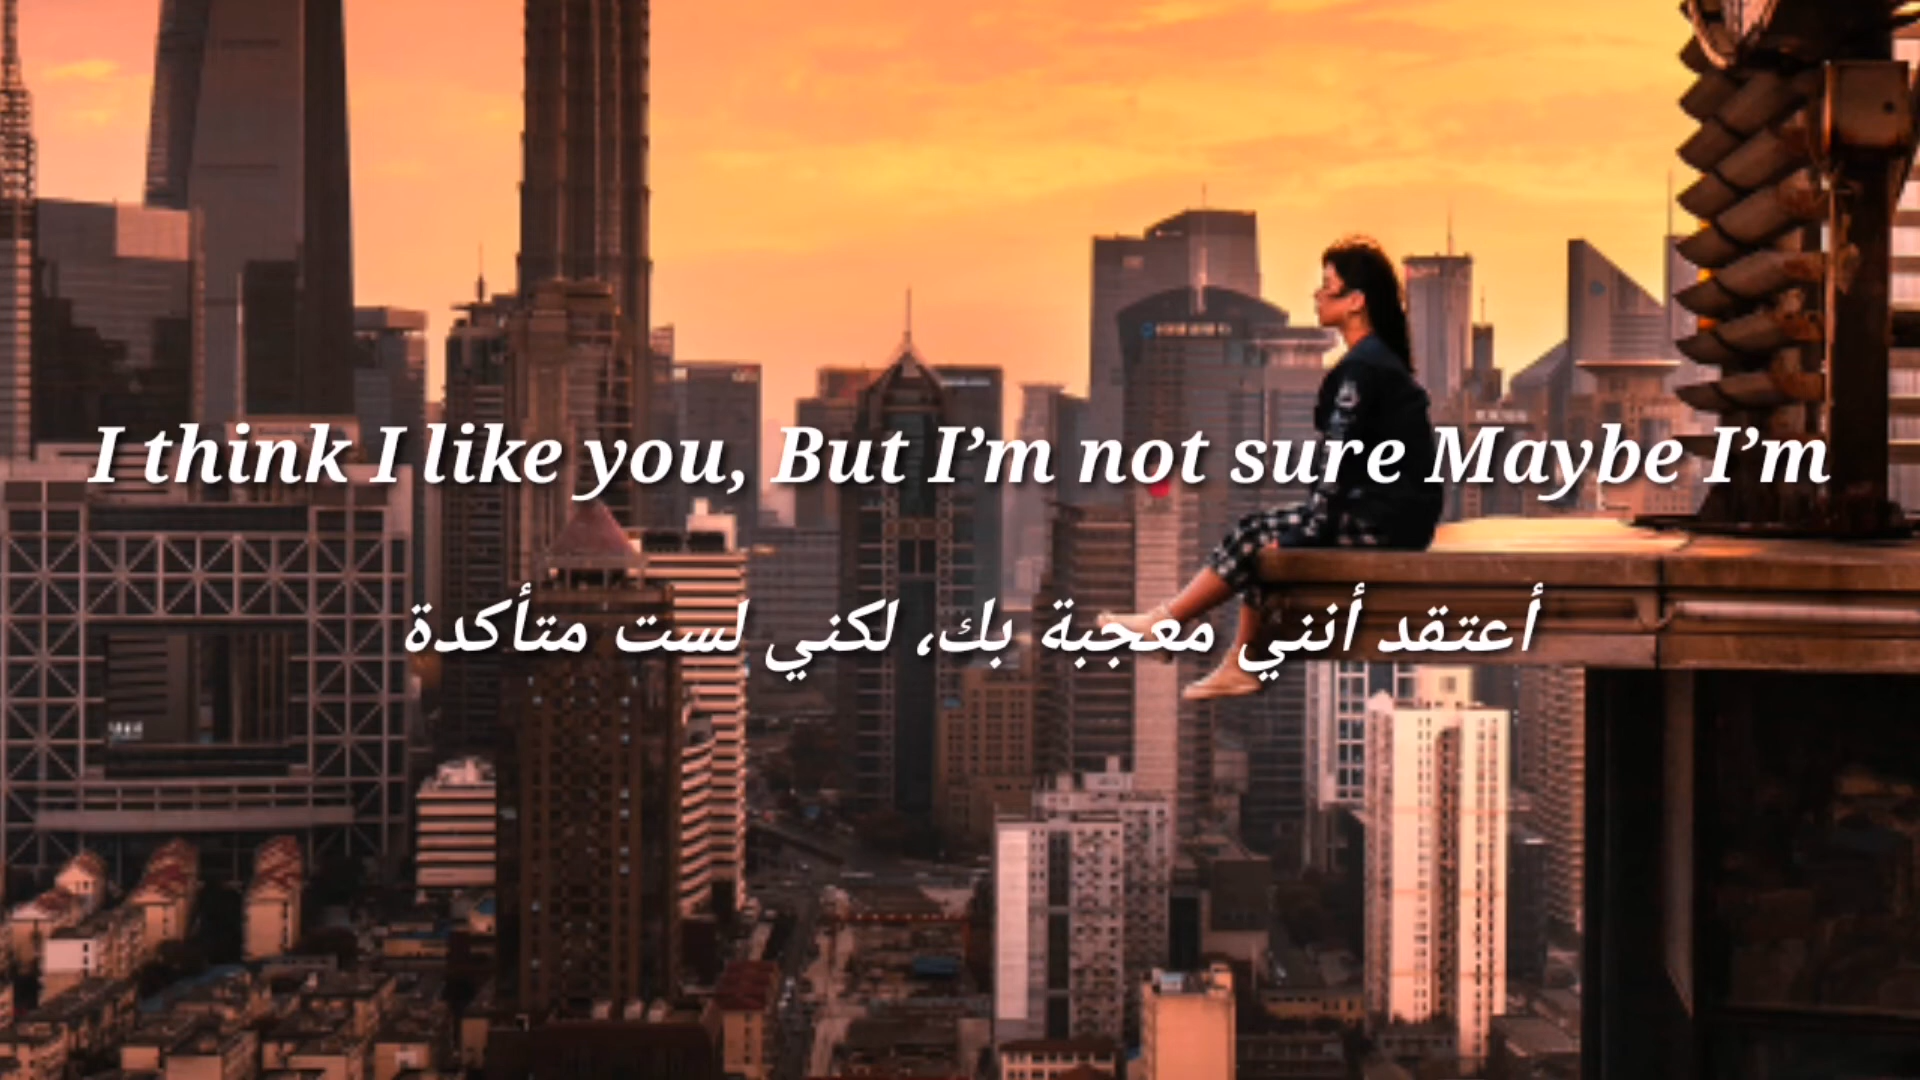 I think I like you, But I’m not sure Maybe I’m
أعتقد أنني معجبة بك، لكني لست متأكدة